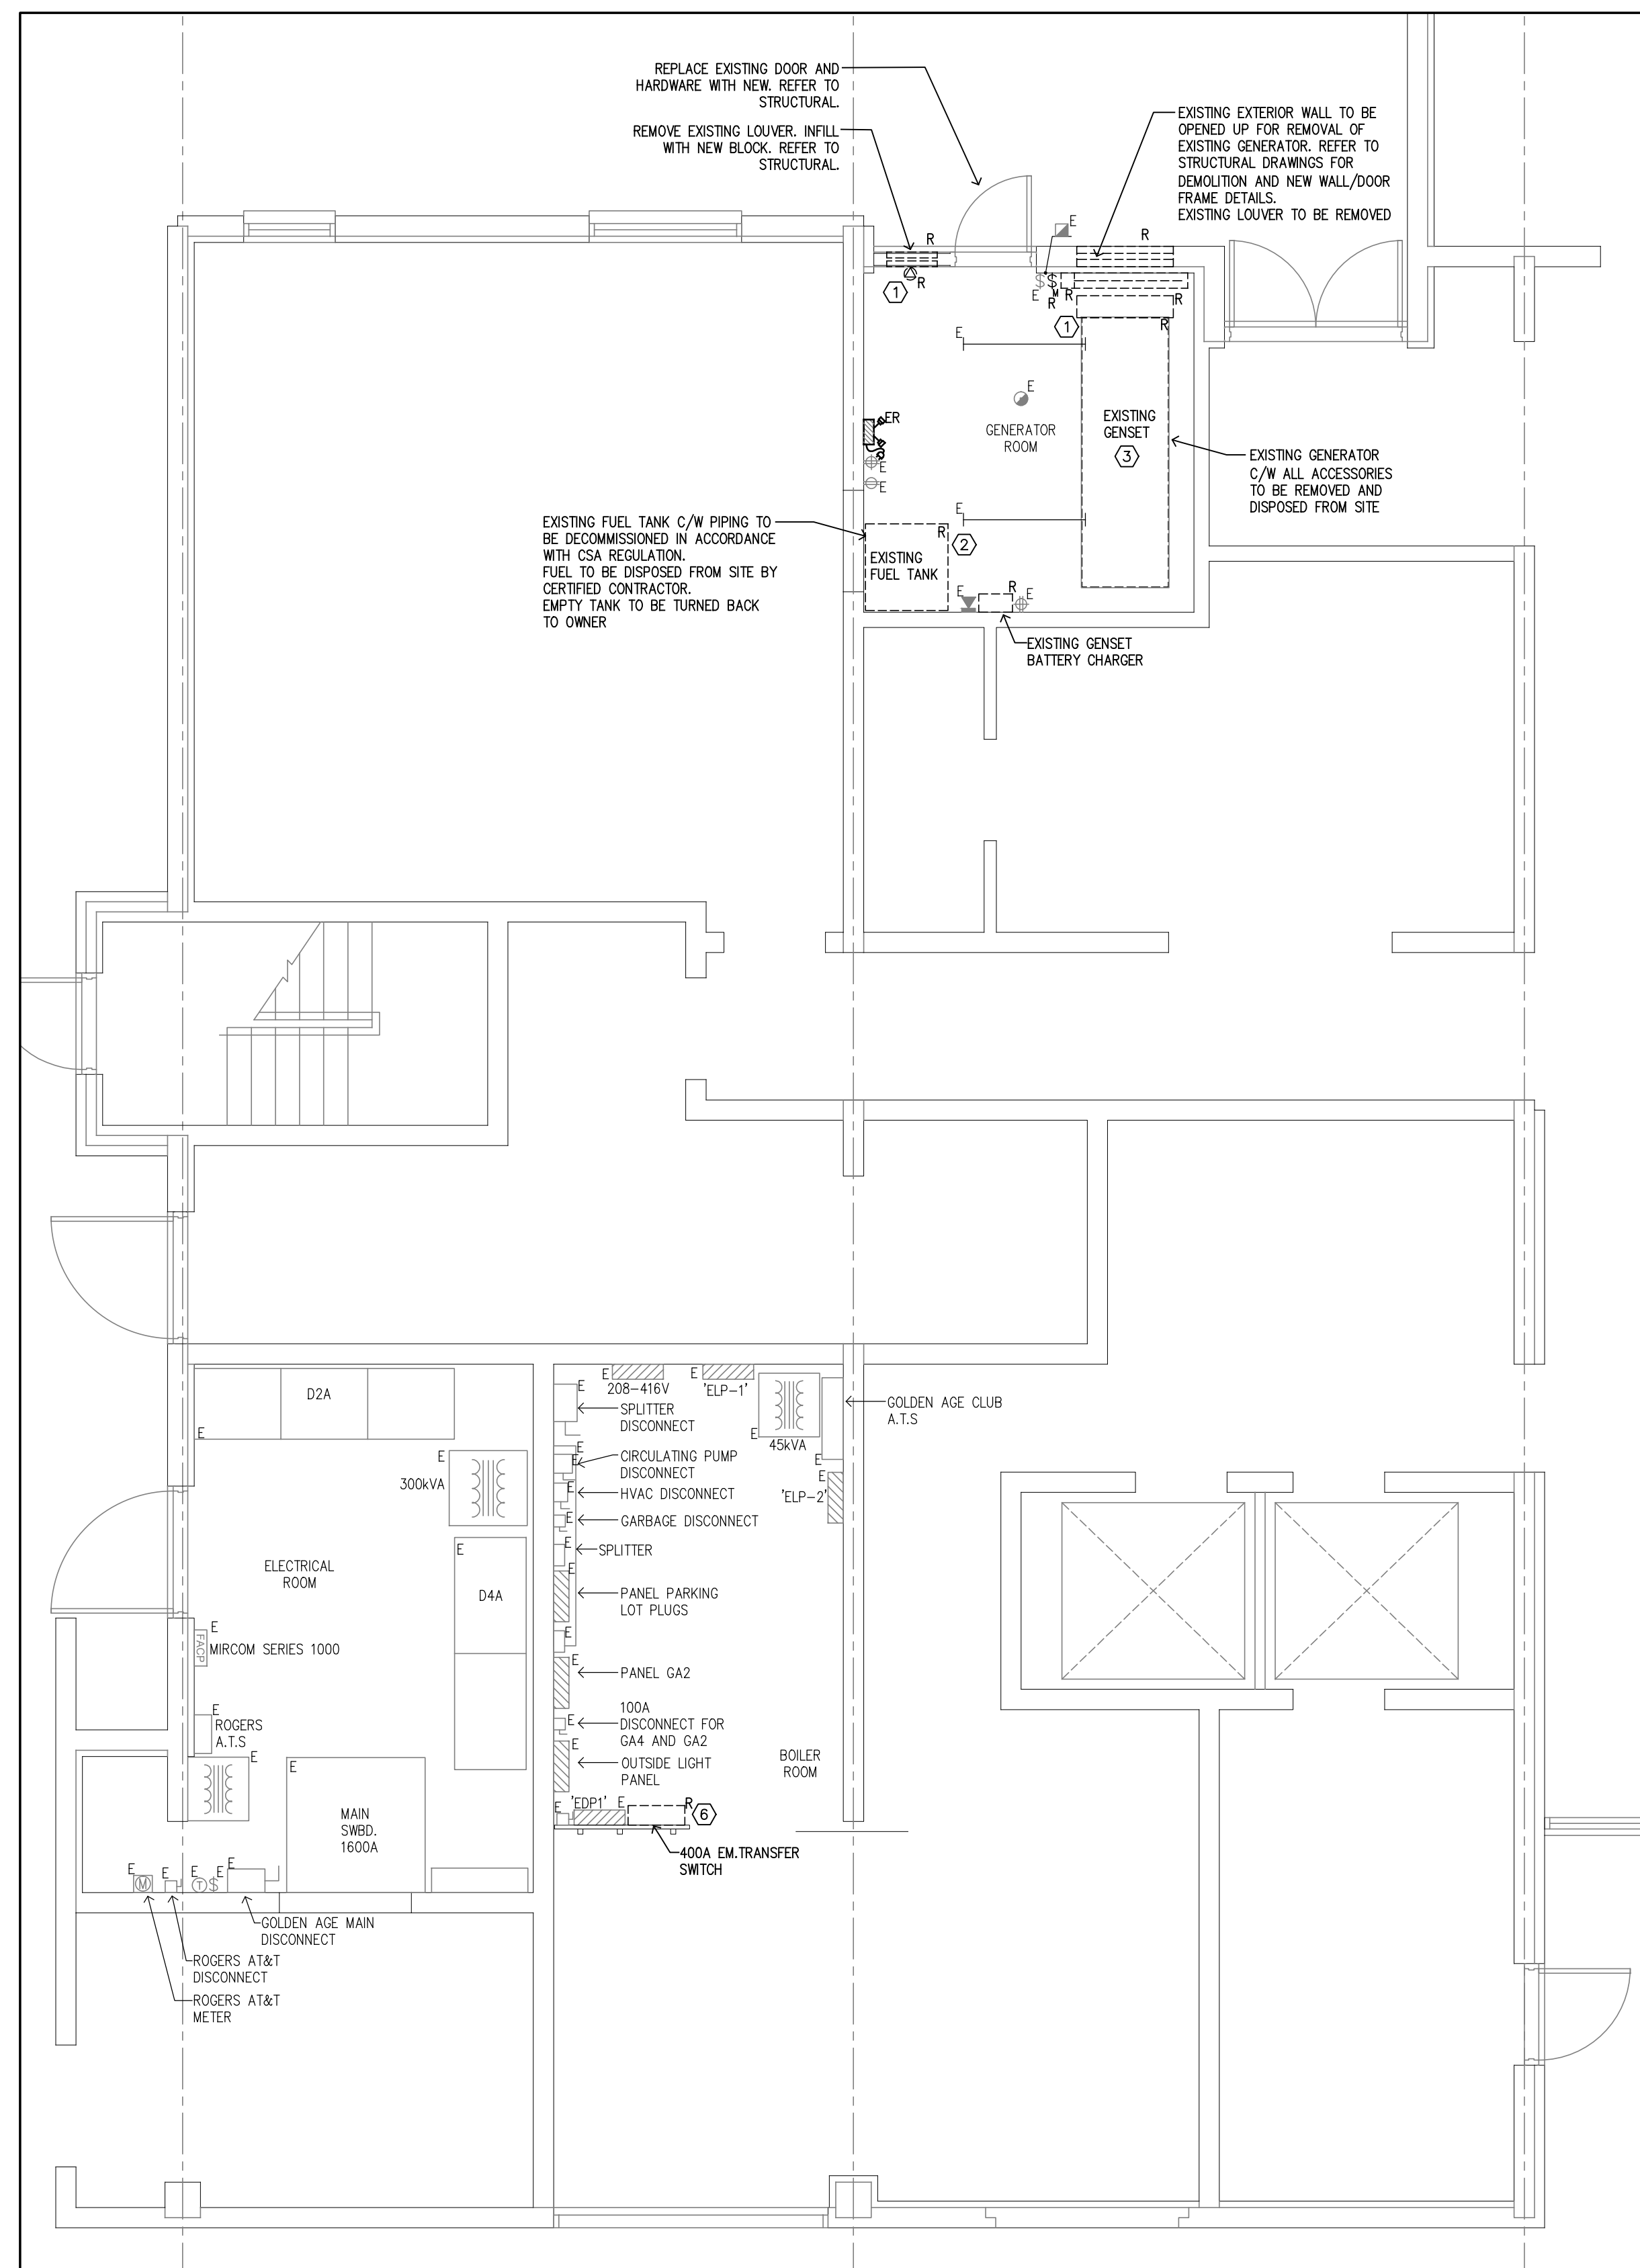 REPLACE EXISTING DOOR AND
HARDWARE WITH NEW. REFER TO
STRUCTURAL.
REMOVE EXISTING LOUVER. INFILL
WITH NEW BLOCK. REFER TO
STRUCTURAL.
EXISTING EXTERIOR WALL TO BE
OPENED UP FOR REMOVAL OF
EXISTING GENERATOR. REFER TO
STRUCTURAL DRAWINGS FOR
DEMOLITION AND NEW WALL/DOOR
FRAME DETAILS.
EXISTING LOUVER TO BE REMOVED
E
R
R
R
1
E
$
$
M
R
R
R
1
R
E
E
GENERATOR
ROOM
EXISTING
GENSET
3
ER
E
E
EXISTING GENERATOR
C/W ALL ACCESSORIES
TO BE REMOVED AND
DISPOSED FROM SITE
EXISTING FUEL TANK C/W PIPING TO
BE DECOMMISSIONED IN ACCORDANCE
WITH CSA REGULATION.
FUEL TO BE DISPOSED FROM SITE BY
CERTIFIED CONTRACTOR.
EMPTY TANK TO BE TURNED BACK
TO OWNER
E
R
2
EXISTING
FUEL TANK
E
R
E
EXISTING GENSET
BATTERY CHARGER
D2A
E
E
300kVA
ELECTRICAL
ROOM
E
D4A
E
FACP
MIRCOM SERIES 1000
E
ROGERS
A.T.S
E
E
MAIN
SWBD.
1600A
E
M
E
E
T
E
$
E
GOLDEN AGE MAIN
DISCONNECT
ROGERS AT&T
DISCONNECT
ROGERS AT&T
METER
E
208-416V
E
'ELP-1'
E
SPLITTER
DISCONNECT
E
45kVA
E
GOLDEN AGE CLUB
A.T.S
E
'ELP-2'
E
E
CIRCULATING PUMP
DISCONNECT
E
HVAC DISCONNECT
E
GARBAGE DISCONNECT
E
SPLITTER
E
PANEL PARKING
LOT PLUGS
E
E
PANEL GA2
E
100A
DISCONNECT FOR
GA4 AND GA2
E
OUTSIDE LIGHT
PANEL
BOILER
ROOM
E
'EDP1'
E
R
6
400A EM.TRANSFER
SWITCH